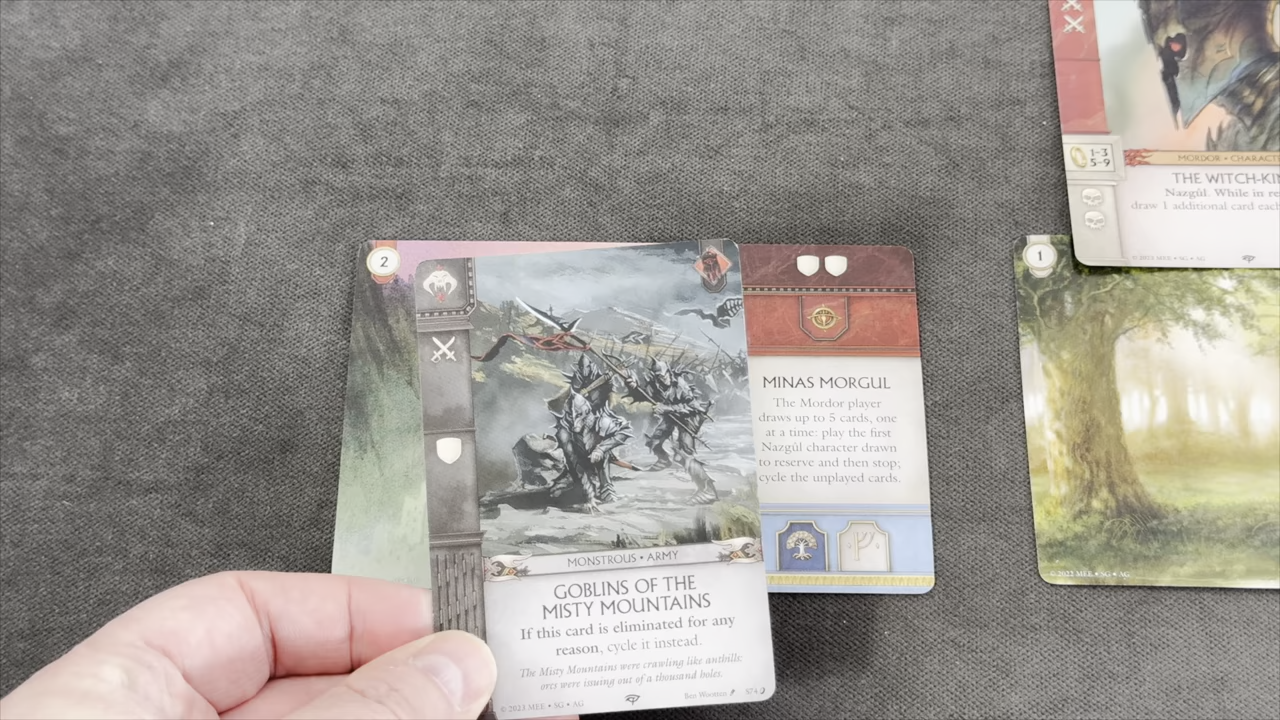 2
MONSTROUS • ARMY
GOBLINS OF THE
MISTY MOUNTAINS
If this card is eliminated for any
reason, cycle it instead.
The Misty Mountains were crawling like anthills:
orcs were issuing out of a thousand holes.
Ben Wootten
© 2023 MEE • SG • AG
MINAS MORGUL
The Mordor player
draws up to 5 cards, one
at a time: play the first
Nazgûl character drawn
to reserve and then stop;
cycle the unplayed cards.
1-3
5-9
MORDOR • CHARACT
THE WITCH-KIN
Nazgûl. While in re
draw 1 additional card each
© 2023 MEE • SG • AG
1
© 2022 MEE • SG • AG